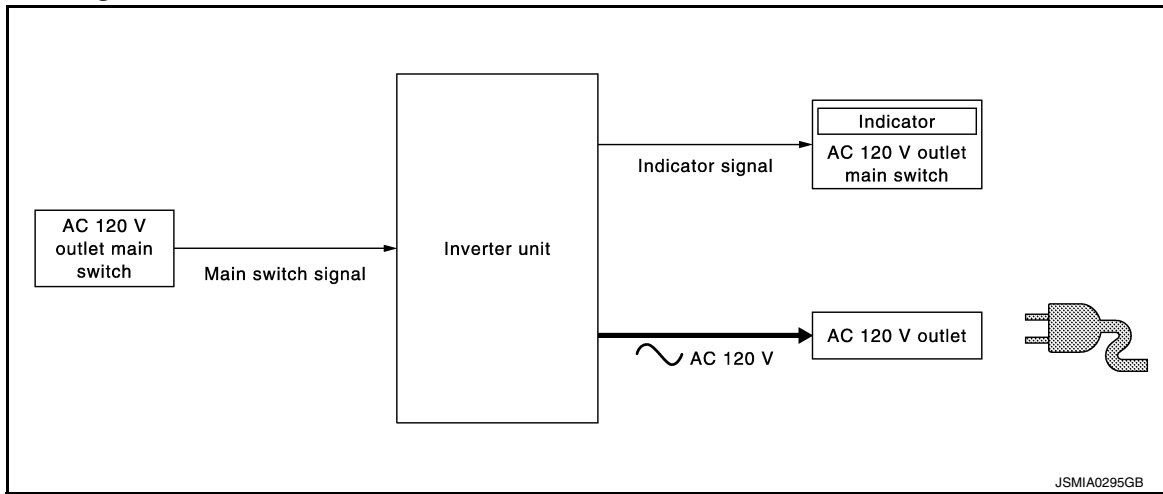 Indicator
AC 120 V outlet
main switch
Indicator signal
AC 120 V
outlet main
switch
Main switch signal
Inverter unit
AC 120 V outlet
AC 120 V
JSMIA0295GB